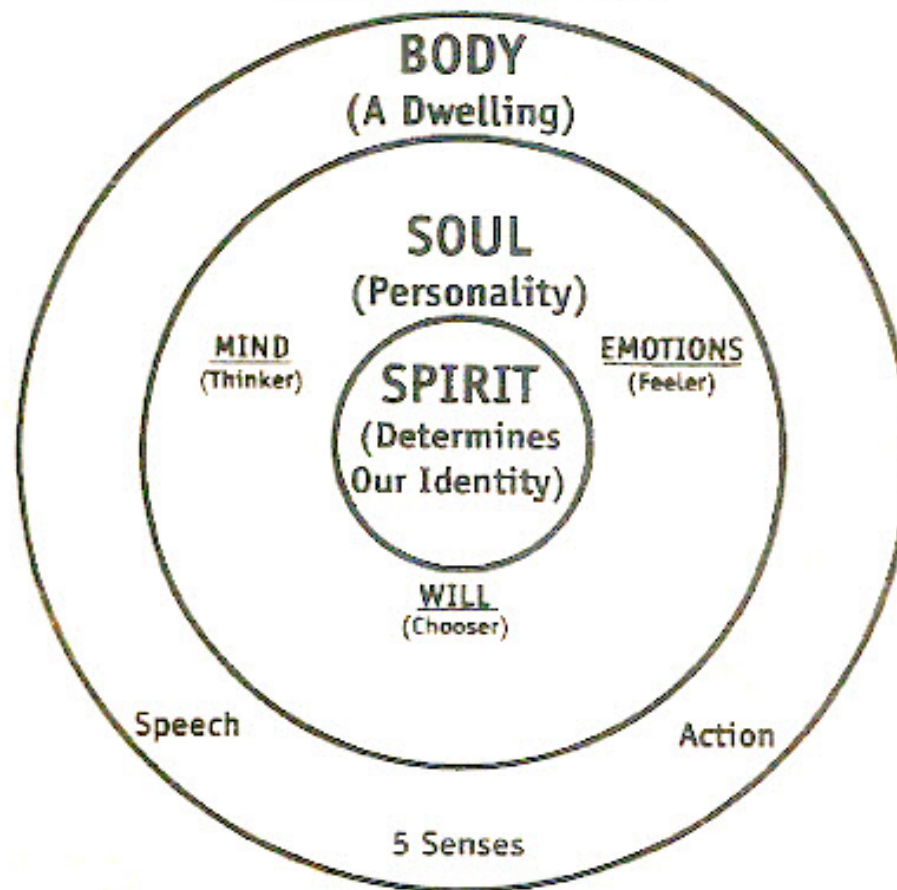 BODY
(A Dwelling)
SOUL
(Personality)
MIND
(Thinker)
EMOTIONS
(Feeler)
SPIRIT
(Determines
Our Identity)
WILL
(Chooser)
Speech
Action
5 Senses